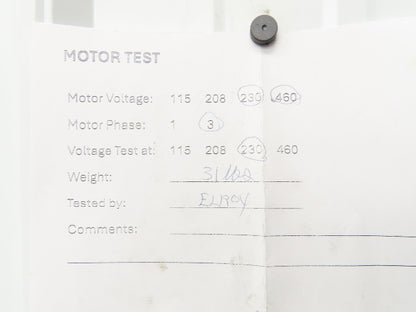 MOTOR TEST
Motor Voltage: 115 208 230 460
Motor Phase: 1 3
Voltage Test at: 115 208 230 460
Weight: 31 lbs
Tested by: ELROY
Comments: